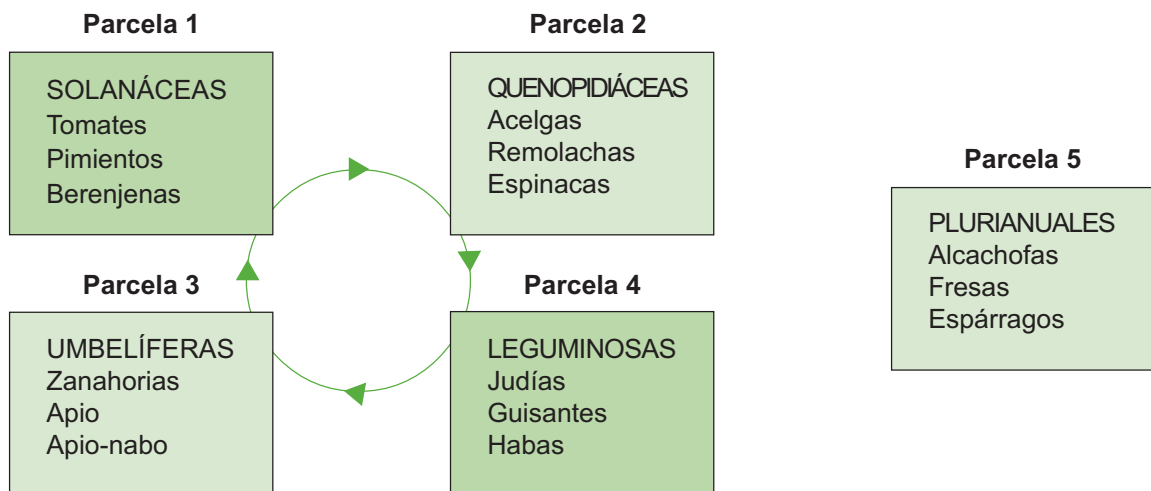 Parcela 1
SOLANÁCEAS
Tomates
Pimientos
Berenjenas
Parcela 2
QUENOPIDIÁCEAS
Acelgas
Remolachas
Espinacas
Parcela 3
UMBELÍFERAS
Zanahorias
Apio
Apio-nabo
Parcela 4
LEGUMINOSAS
Judías
Guisantes
Habas
Parcela 5
PLURIANUALES
Alcachofas
Fresas
Espárragos